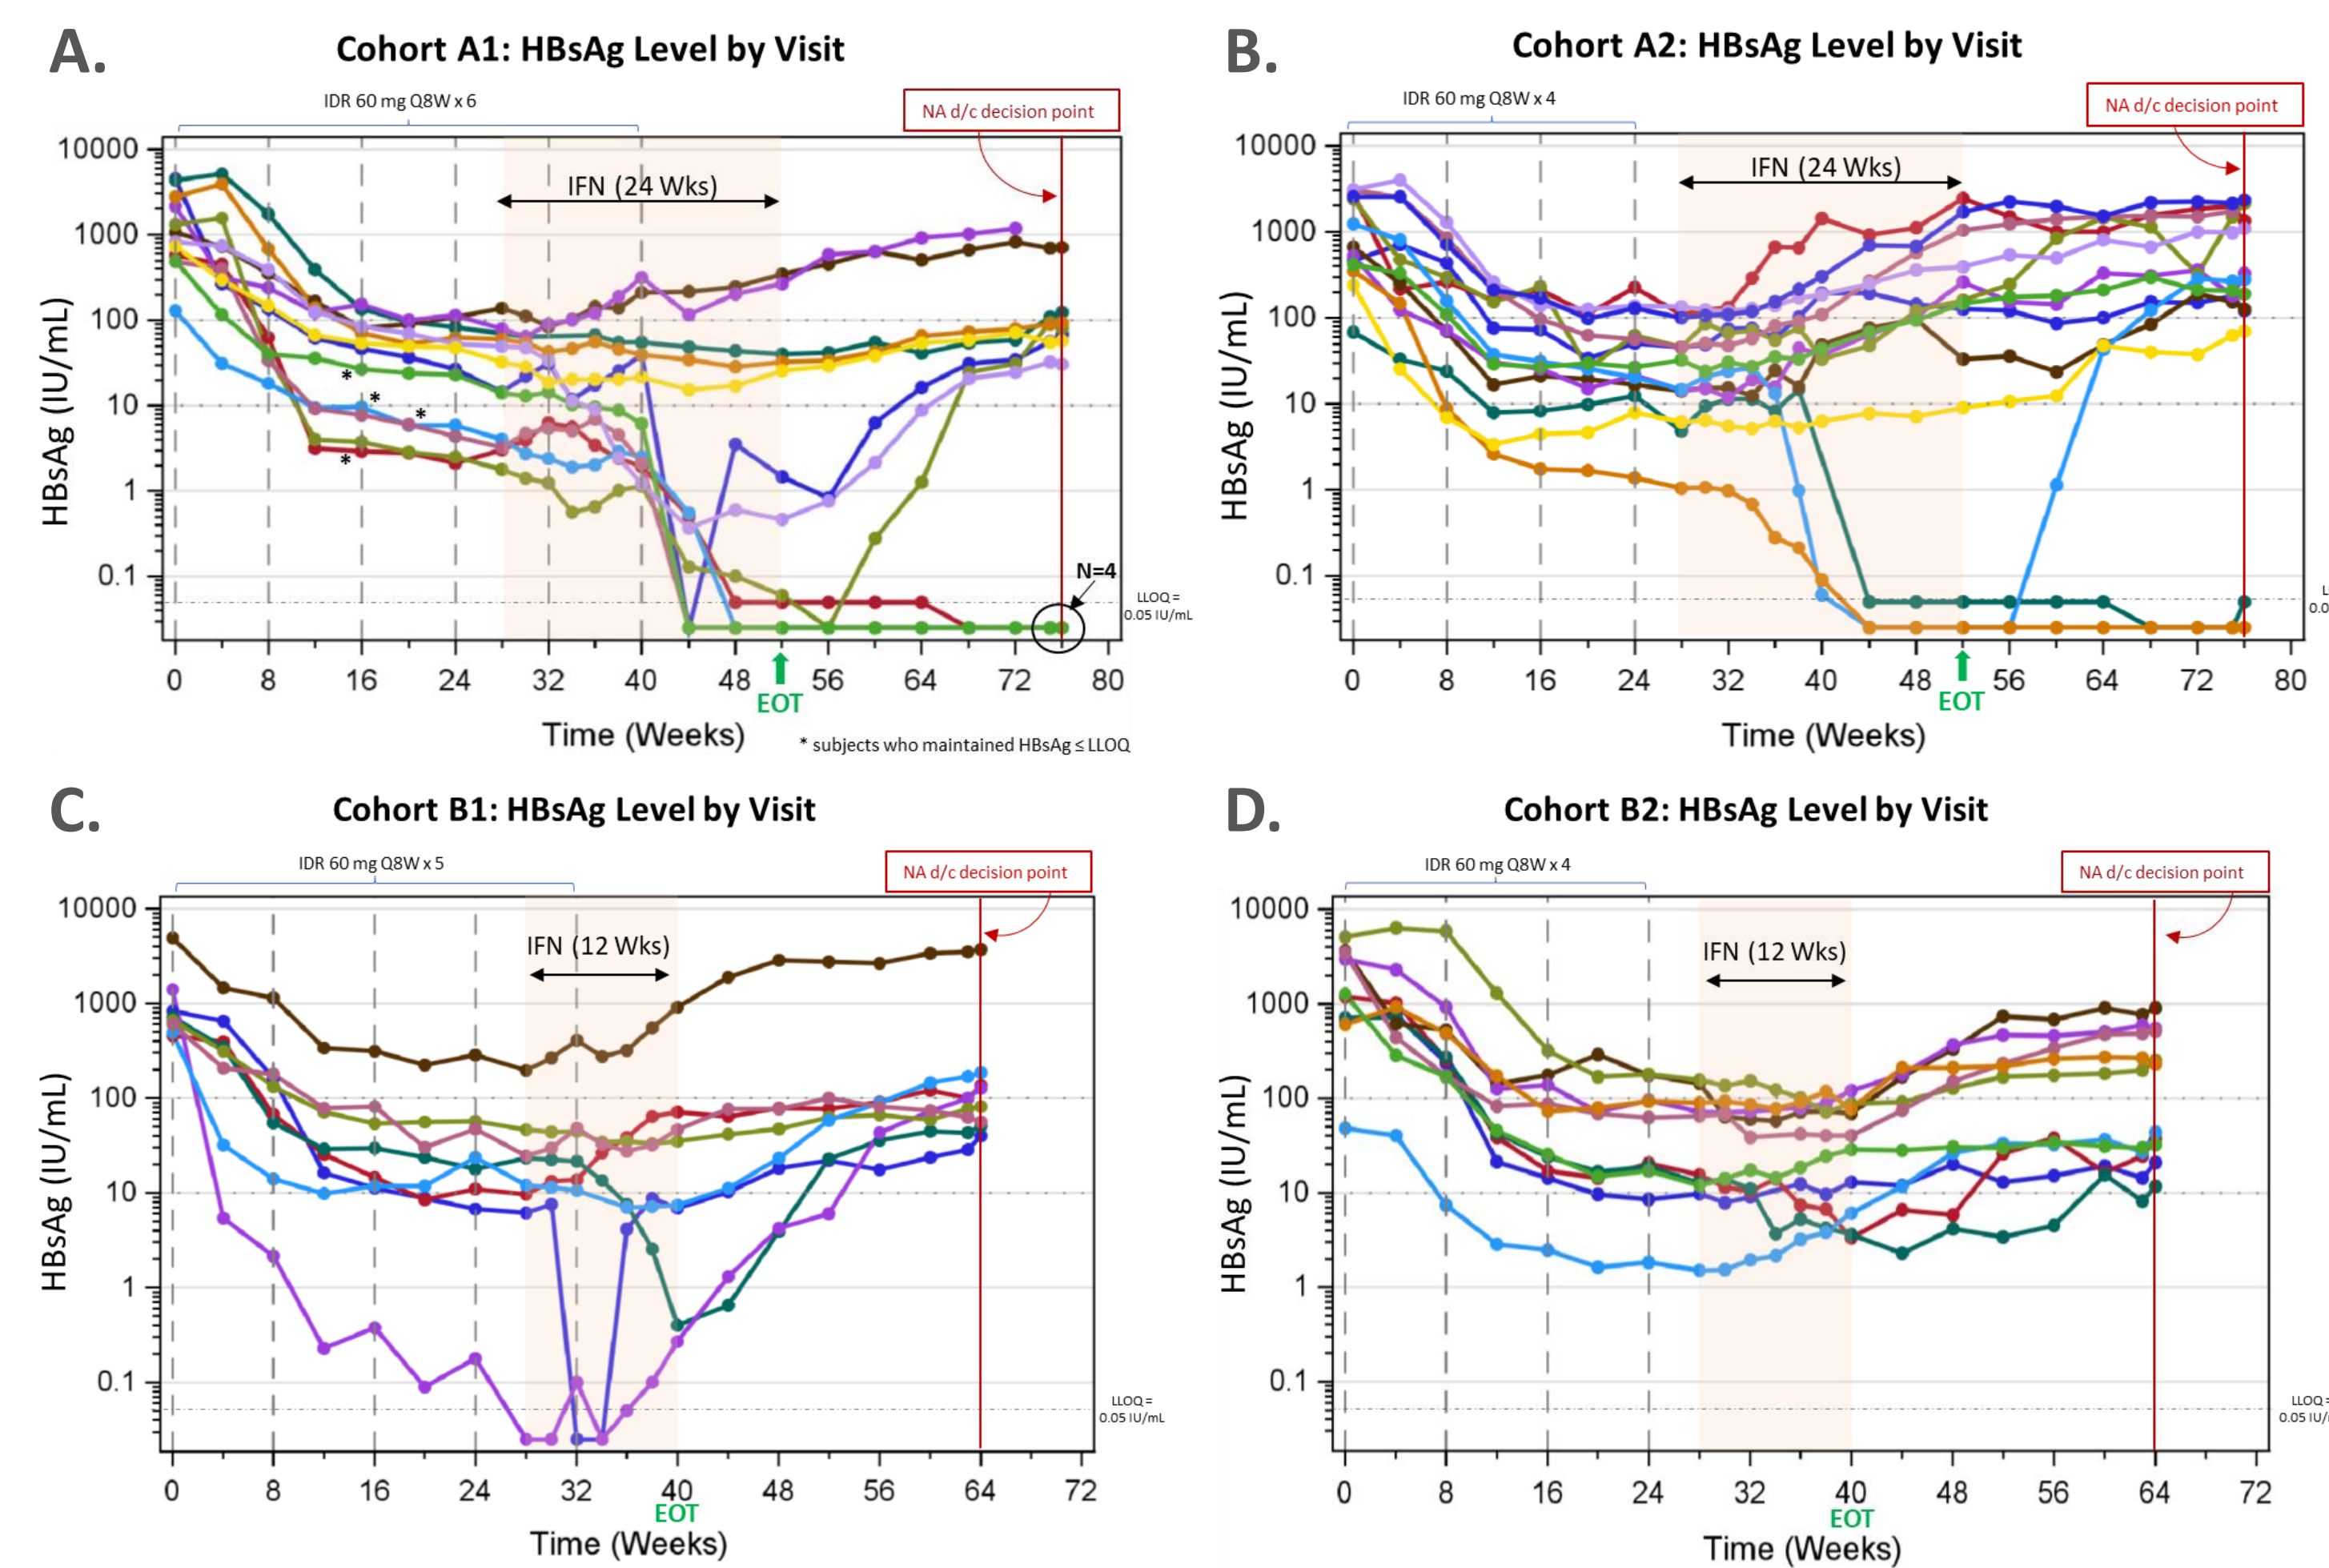 A.
Cohort A1: HBsAg Level by Visit
IDR 60 mg Q8W x 6
NA d/c decision point
IFN (24 Wks)
10000
1000
100
10
1
0.1
HBsAg (IU/mL)
*
*
*
*
N=4
LLOQ =
0.05 IU/mL
0 8 16 24 32 40 48 56 64 72 80
EOT
Time (Weeks)
* subjects who maintained HBsAg ≤ LLOQ
B.
Cohort A2: HBsAg Level by Visit
IDR 60 mg Q8W x 4
NA d/c decision point
IFN (24 Wks)
10000
1000
100
10
1
0.1
HBsAg (IU/mL)
0 8 16 24 32 40 48 56 64 72 80
EOT
Time (Weeks)
C.
Cohort B1: HBsAg Level by Visit
IDR 60 mg Q8W x 5
NA d/c decision point
IFN (12 Wks)
10000
1000
100
10
1
0.1
HBsAg (IU/mL)
LLOQ =
0.05 IU/mL
0 8 16 24 32 40 48 56 64 72
EOT
Time (Weeks)
D.
Cohort B2: HBsAg Level by Visit
IDR 60 mg Q8W x 4
NA d/c decision point
IFN (12 Wks)
10000
1000
100
10
1
0.1
HBsAg (IU/mL)
LLOQ =
0.05 IU/
0 8 16 24 32 40 48 56 64 72
EOT
Time (Weeks)